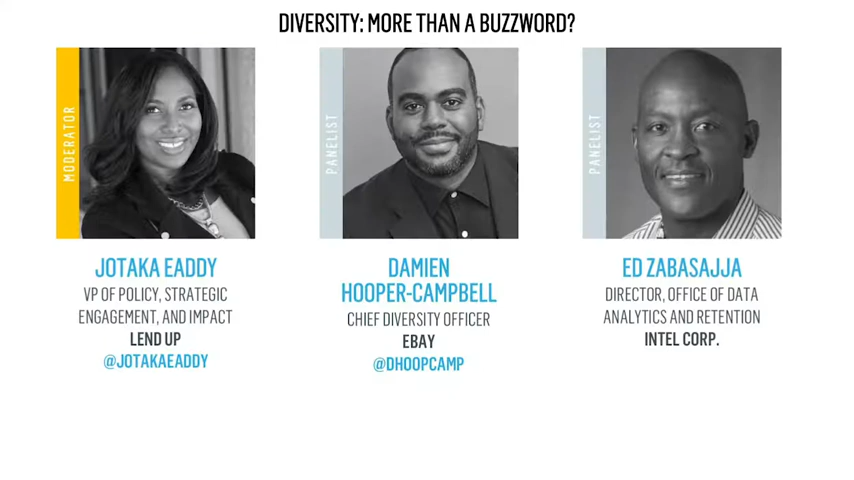 DIVERSITY: MORE THAN A BUZZWORD?
MODERATOR
JOTAKA EADDY
VP OF POLICY, STRATEGIC
ENGAGEMENT, AND IMPACT
LEND UP
@JOTAKAEADDY
PANELIST
DAMIEN
HOOPER-CAMPBELL
CHIEF DIVERSITY OFFICER
EBAY
@DHOOPCAMP
PANELIST
ED ZABASAJJA
DIRECTOR, OFFICE OF DATA
ANALYTICS AND RETENTION
INTEL CORP.